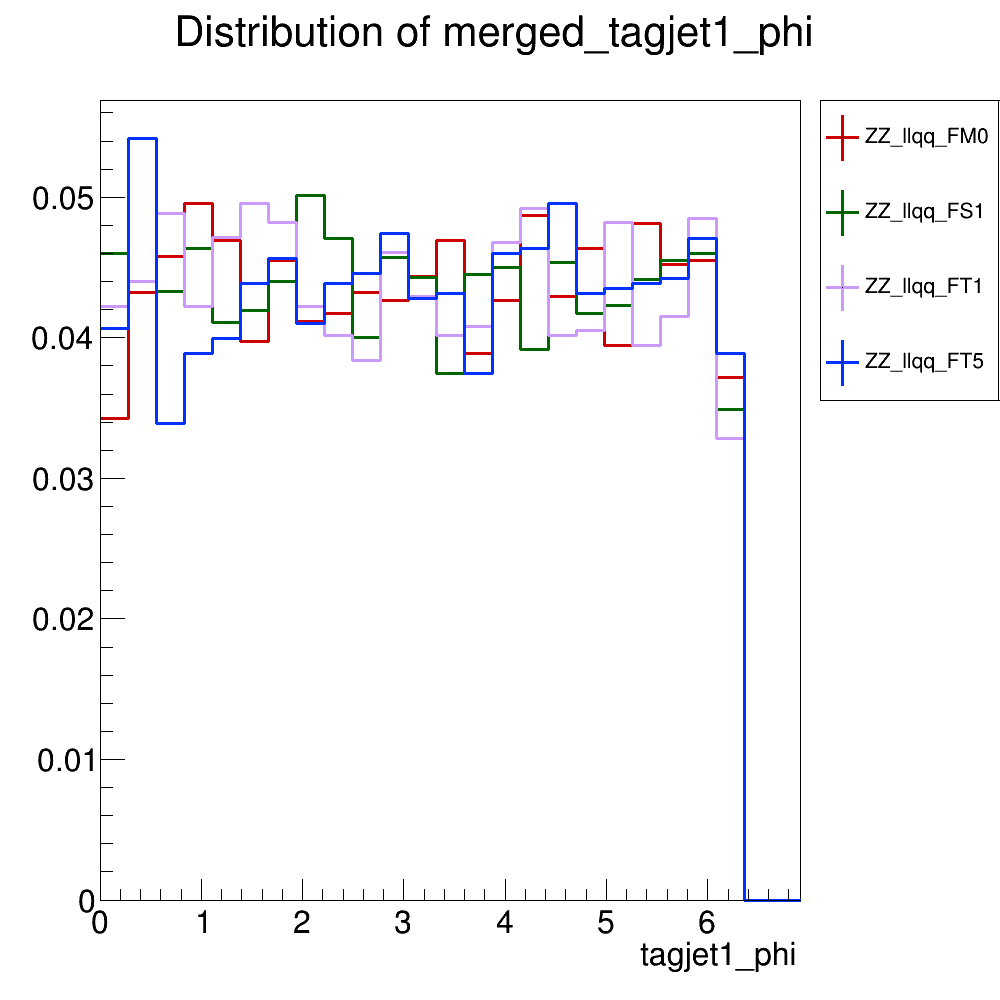 Distribution of merged_tagjet1_phi
ZZ_llqq_FM0
ZZ_llqq_FS1
ZZ_llqq_FT1
ZZ_llqq_FT5
0.05
0.04
0.03
0.02
0.01
0
0 1 2 3 4 5 6
tagjet1_phi